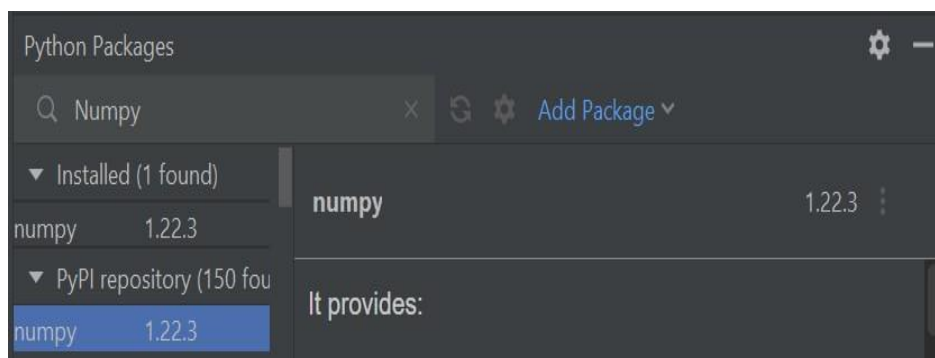 Python Packages
Numpy
Add Package
Installed (1 found)
numpy 1.22.3
PyPI repository (150 fou
numpy 1.22.3
numpy 1.22.3
It provides: